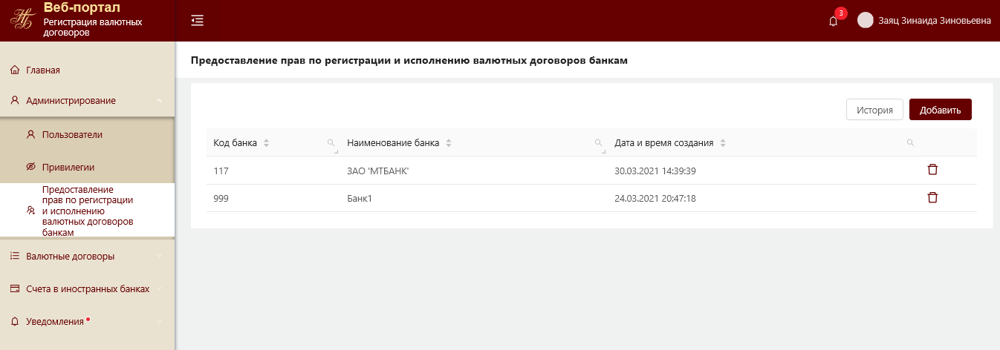 Веб-портал
Регистрация валютных
договоров
3
Заяц Зинаида Зиновьевна
Предоставление прав по регистрации и исполнению валютных договоров банкам
Главная
Администрирование
Пользователи
Привилегии
Предоставление
прав по регистрации
и исполнению
валютных договоров
банкам
Валютные договоры
Счета в иностранных банках
Уведомления
История
Добавить
Код банка
Наименование банка
Дата и время создания
117
ЗАО 'МТБАНК'
30.03.2021 14:39:39
999
Банк1
24.03.2021 20:47:18